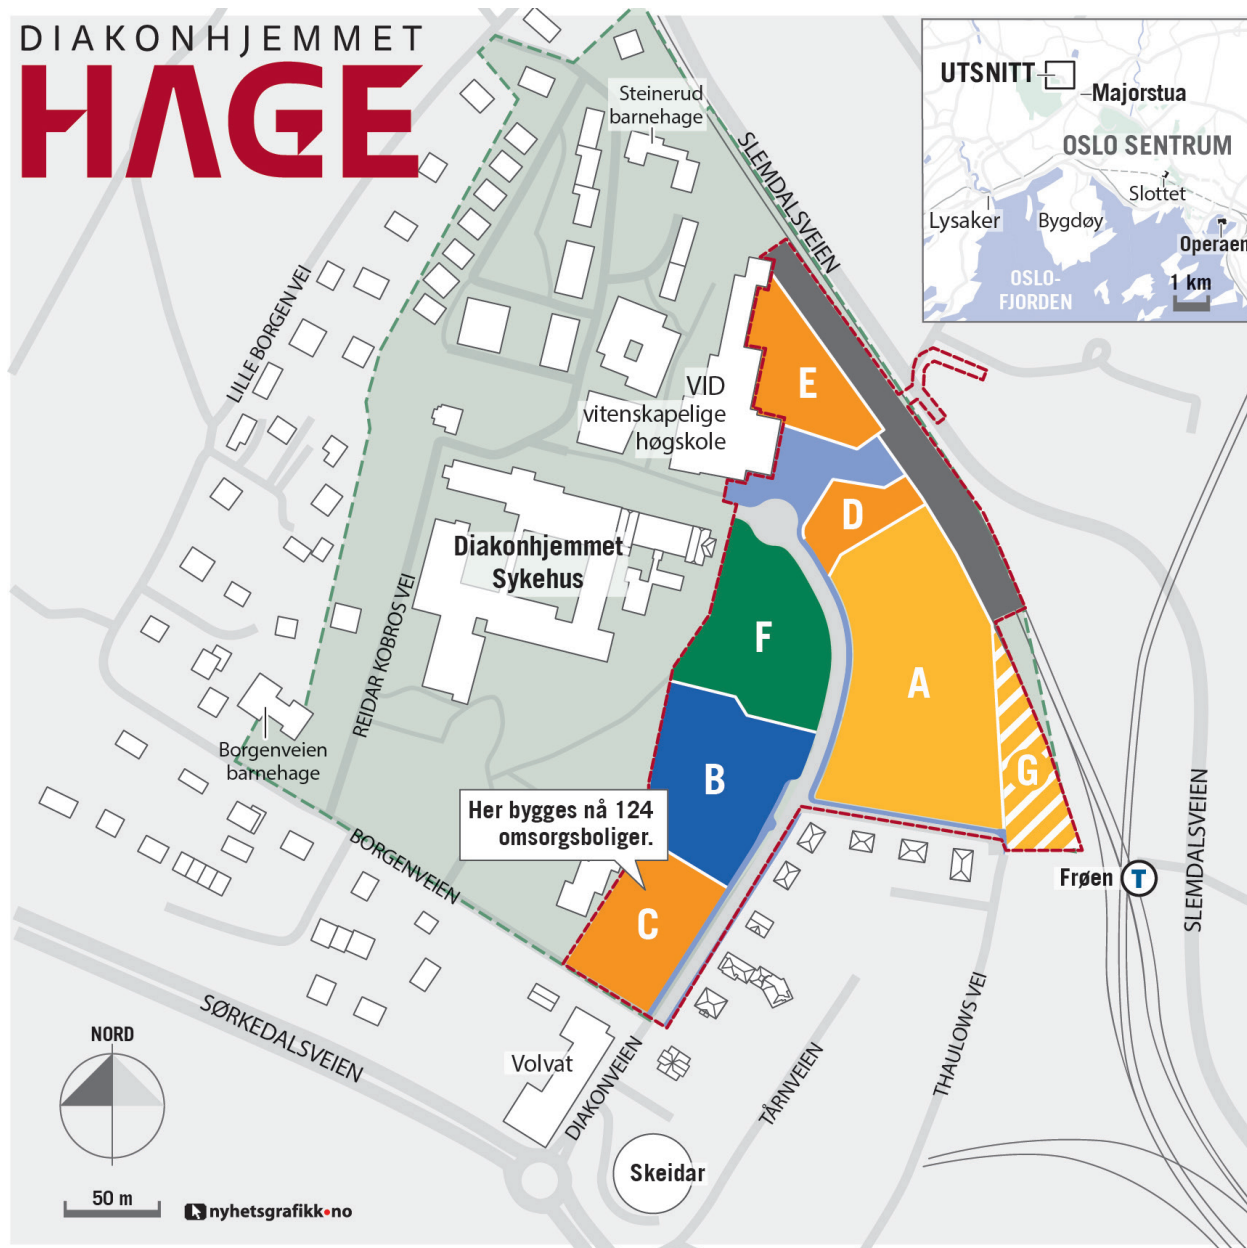 DIAKONHJEMMET
HAGE
UTSNITT
Majorstua
OSLO SENTRUM
Slottet
Lysaker
Bygdøy
Operaen
OSLO-
FJORDEN
1 km
Steinerud
barnehage
SLEMDALSVEIEN
LILLE BORGEN VEI
VID
vitenskapelige
høgskole
E
D
Diakonhjemmet
Sykehus
REIDAR KOBROS VEI
F
A
G
B
Borgenveien
barnehage
Her bygges nå 124
omsorgsboliger.
BORGENVEIEN
C
Frøen
T
SLEMDALSVEIEN
SØRKEDALSVEIEN
NORD
Volvat
DIAKONVEIEN
TÅRNVEIEN
THAULOWS VEI
Skeidar
50 m
nyhetsgrafikk•no